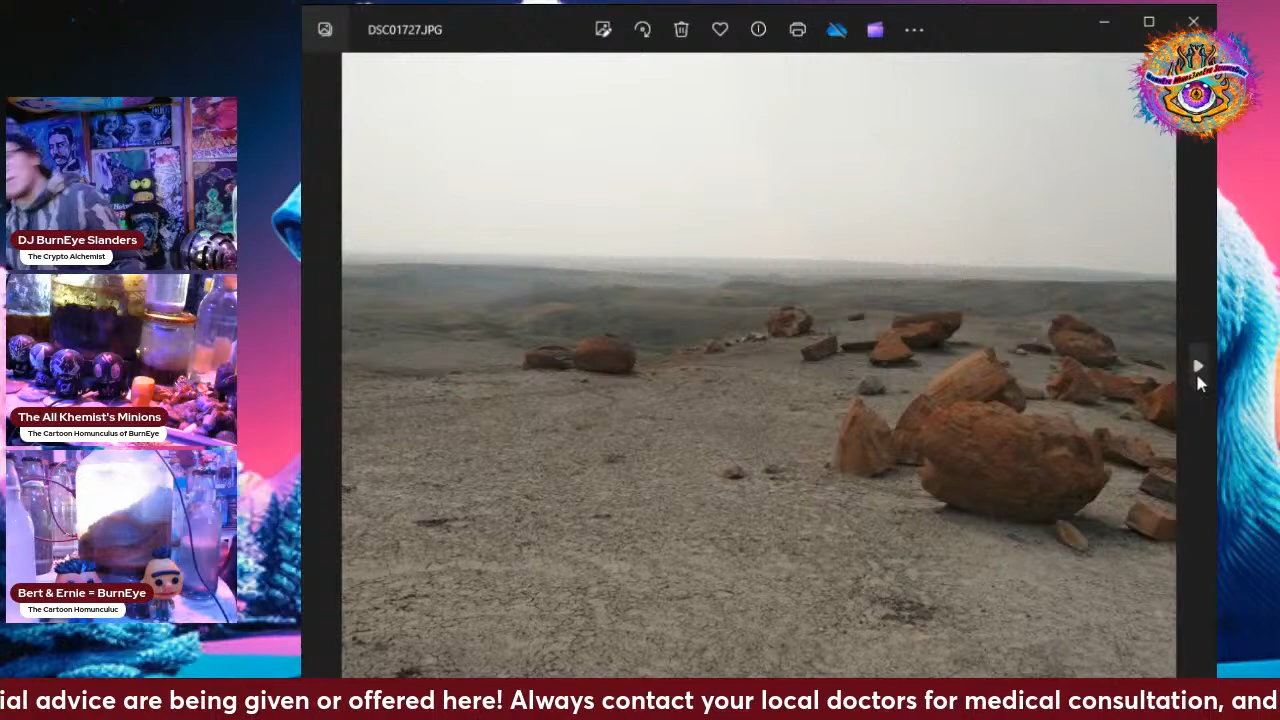 DSC01727.JPG
DJ BurnEye Slanders
The Crypto Alchemist
The All Khemist's Minions
The Cartoon Homunculus of BurnEye
Bert & Ernie = BurnEye
The Cartoon Homunculuc
ial advice are being given or offered here! Always contact your local doctors for medical consultation, and